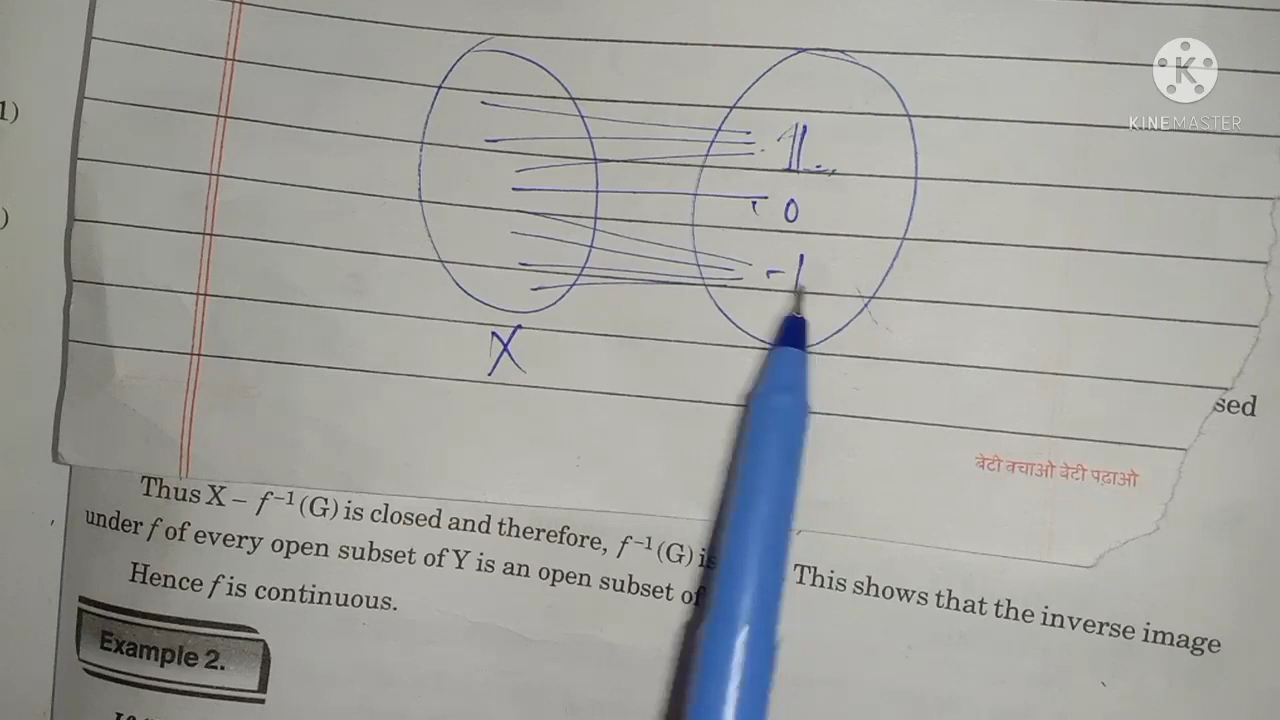 KINEMASTER
1)
1
)
0
-1
X
sed
बेटी बचाओ बेटी पढ़ाओ
Thus X – f⁻¹(G) is closed and therefore, f⁻¹(G) is This shows that the inverse image
under f of every open subset of Y is an open subset of
Hence f is continuous.
Example 2.